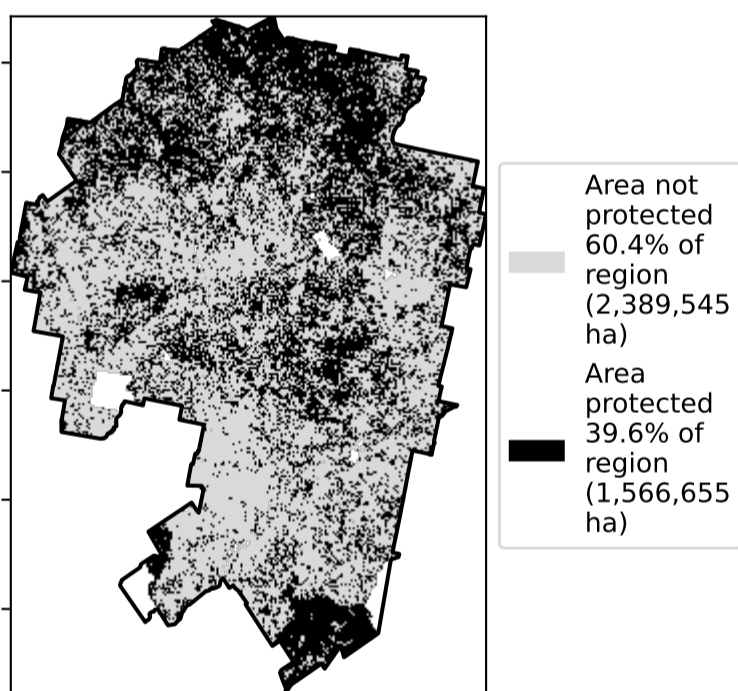 Area not
protected
60.4% of
region
(2,389,545
ha)
Area
protected
39.6% of
region
(1,566,655
ha)